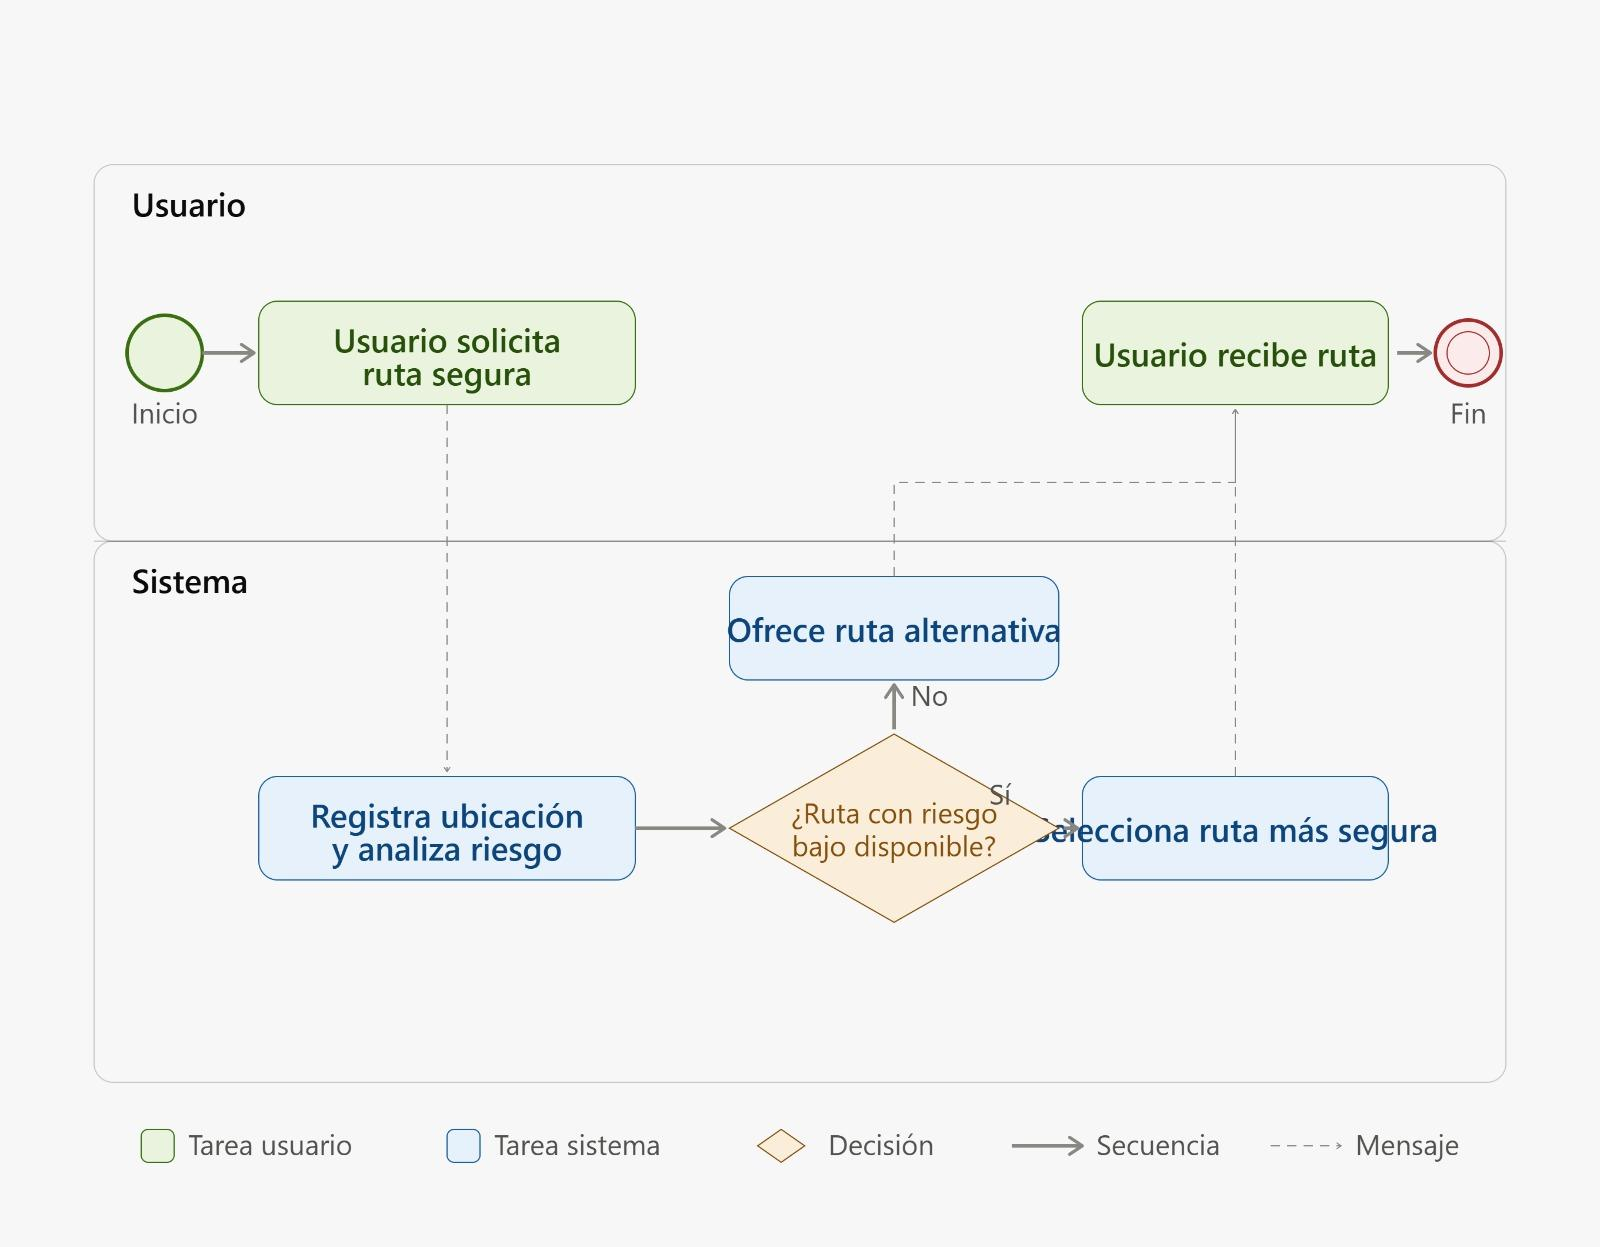 Usuario
Usuario solicita
ruta segura
Usuario recibe ruta
Inicio
Fin
Sistema
Ofrece ruta alternativa
No
Sí
Registra ubicación
y analiza riesgo
¿Ruta con riesgo
bajo disponible?
Selecciona ruta más segura
Tarea usuario
Tarea sistema
Decisión
Secuencia
Mensaje